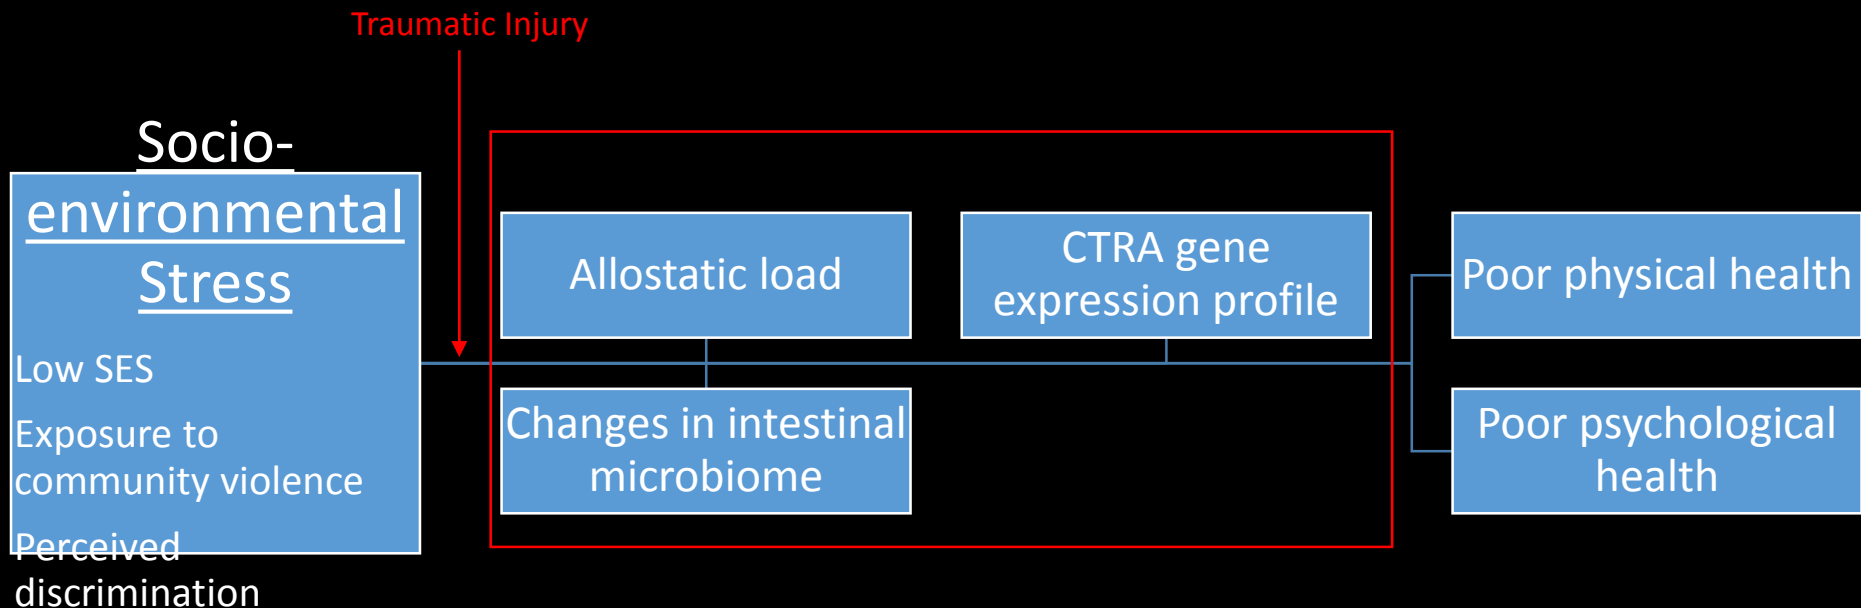 Traumatic Injury
Socio-
environmental
Stress
Low SES
Exposure to
community violence
Perceived
discrimination
Allostatic load
CTRA gene
expression profile
Changes in intestinal
microbiome
Poor physical health
Poor psychological
health